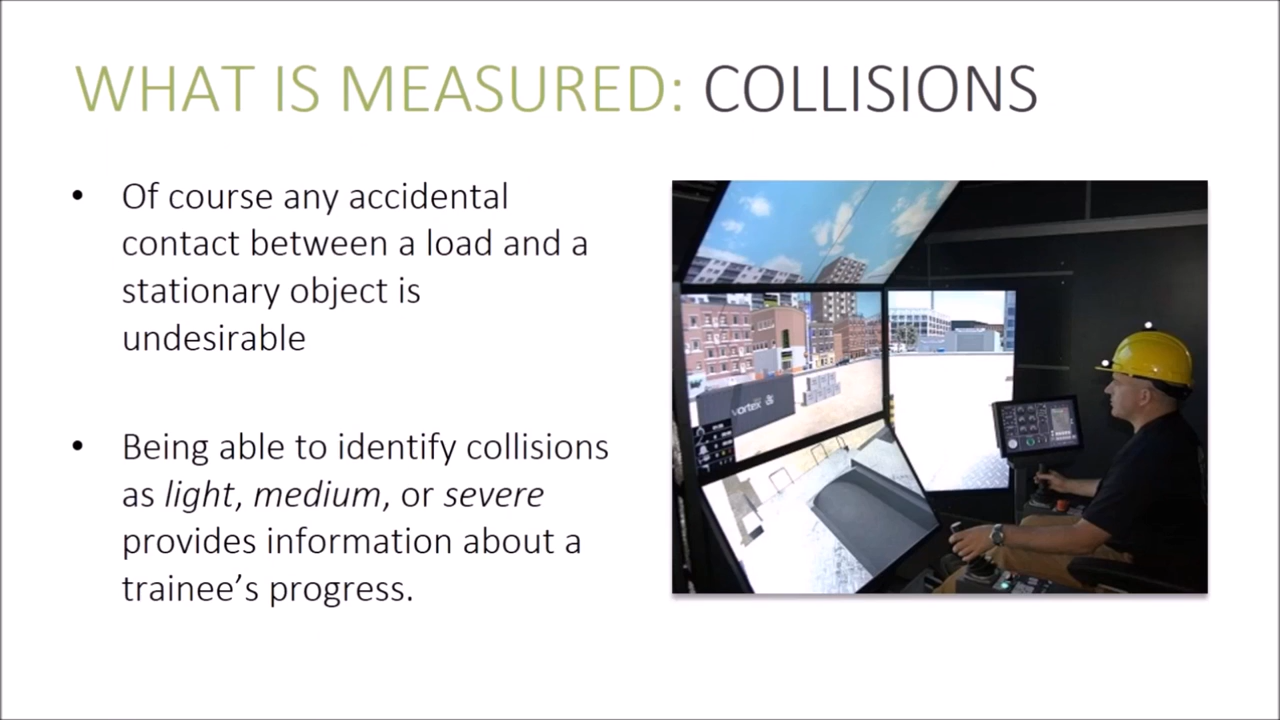 WHAT IS MEASURED: COLLISIONS
• Of course any accidental
contact between a load and a
stationary object is
undesirable
• Being able to identify collisions
as light, medium, or severe
provides information about a
trainee’s progress.
vortex